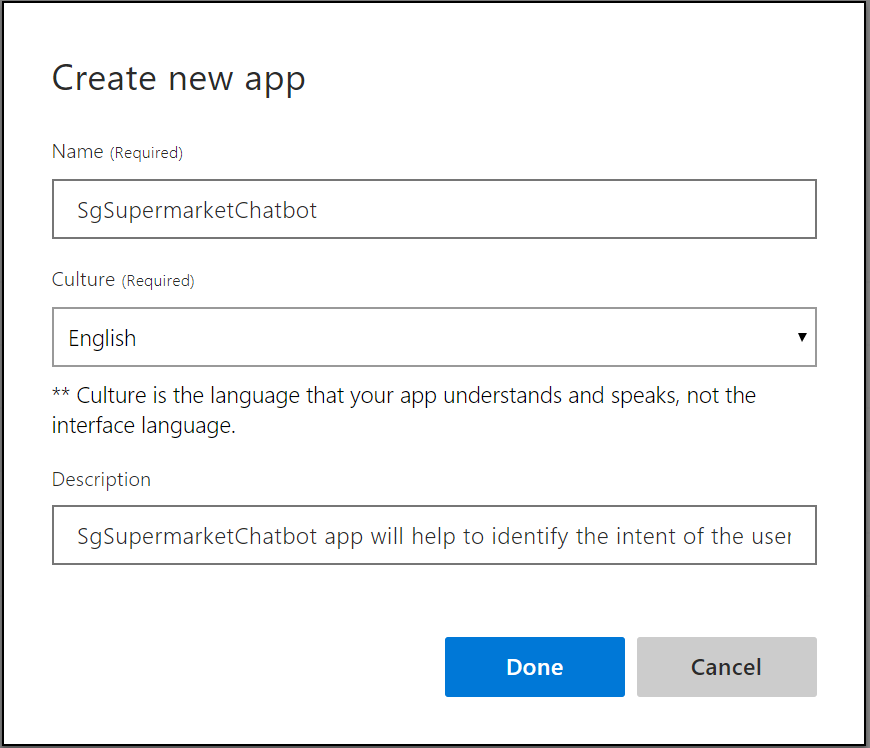 Create new app
Name (Required)
SgSupermarketChatbot
Culture (Required)
English
** Culture is the language that your app understands and speaks, not the
interface language.
Description
SgSupermarketChatbot app will help to identify the intent of the user
Done
Cancel